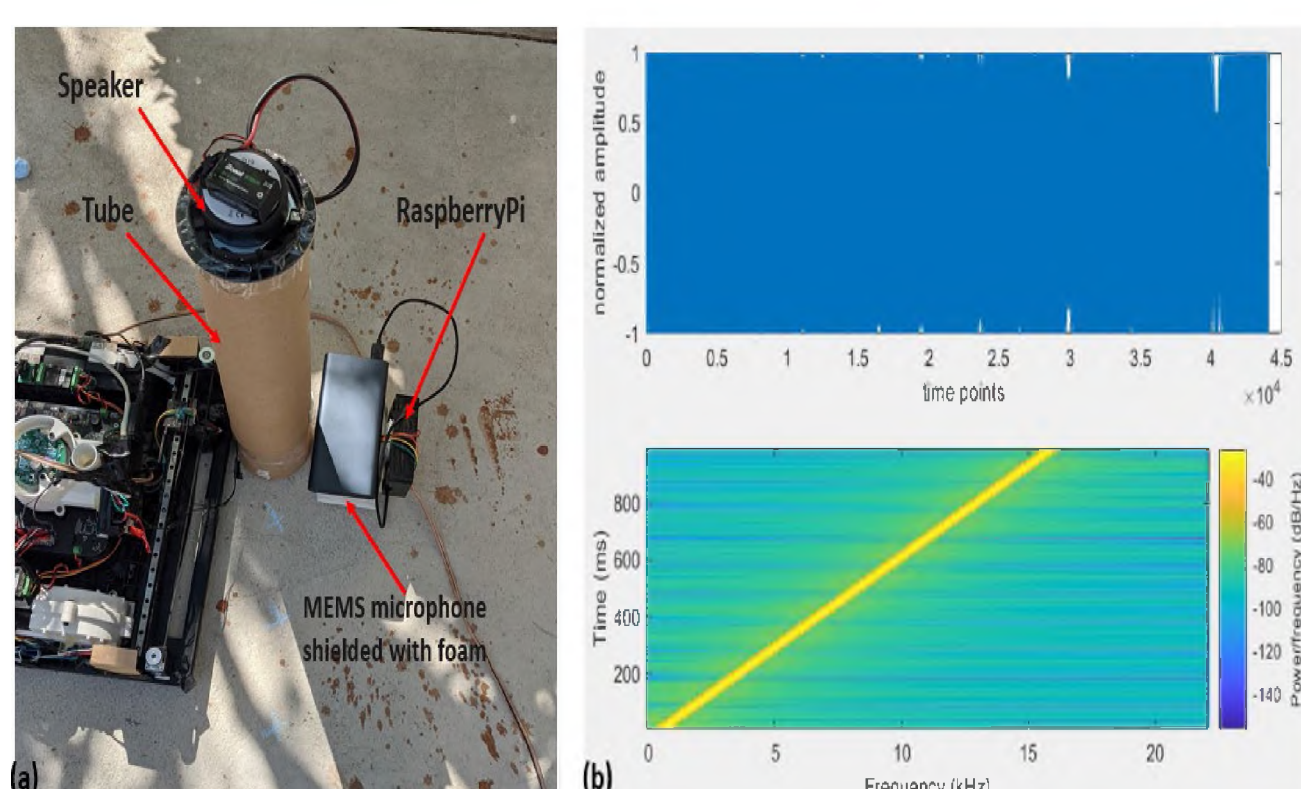 Speaker
Tube
RaspberryPi
MEMS microphone
shielded with foam
(a)
normalized amplitude
1
0.5
0
-0.5
-1
0 0.5 1 1.5 2 2.5 3 3.5 4 4.5
×10⁴
time points
Time (ms)
800
600
400
200
0 5 10 15 20
Frequency (kHz)
-40
-60
-80
-100
-120
-140
Power/frequency (dB/Hz)
(b)